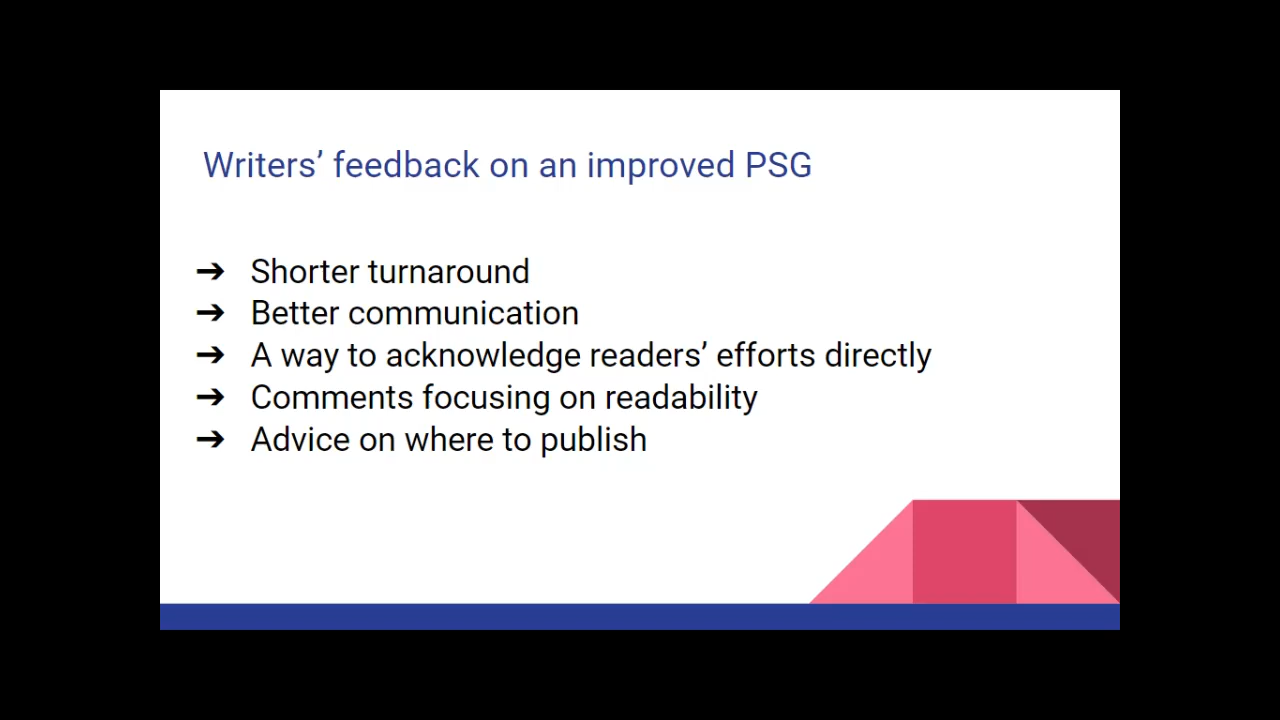 Writers’ feedback on an improved PSG
➔ Shorter turnaround
➔ Better communication
➔ A way to acknowledge readers’ efforts directly
➔ Comments focusing on readability
➔ Advice on where to publish